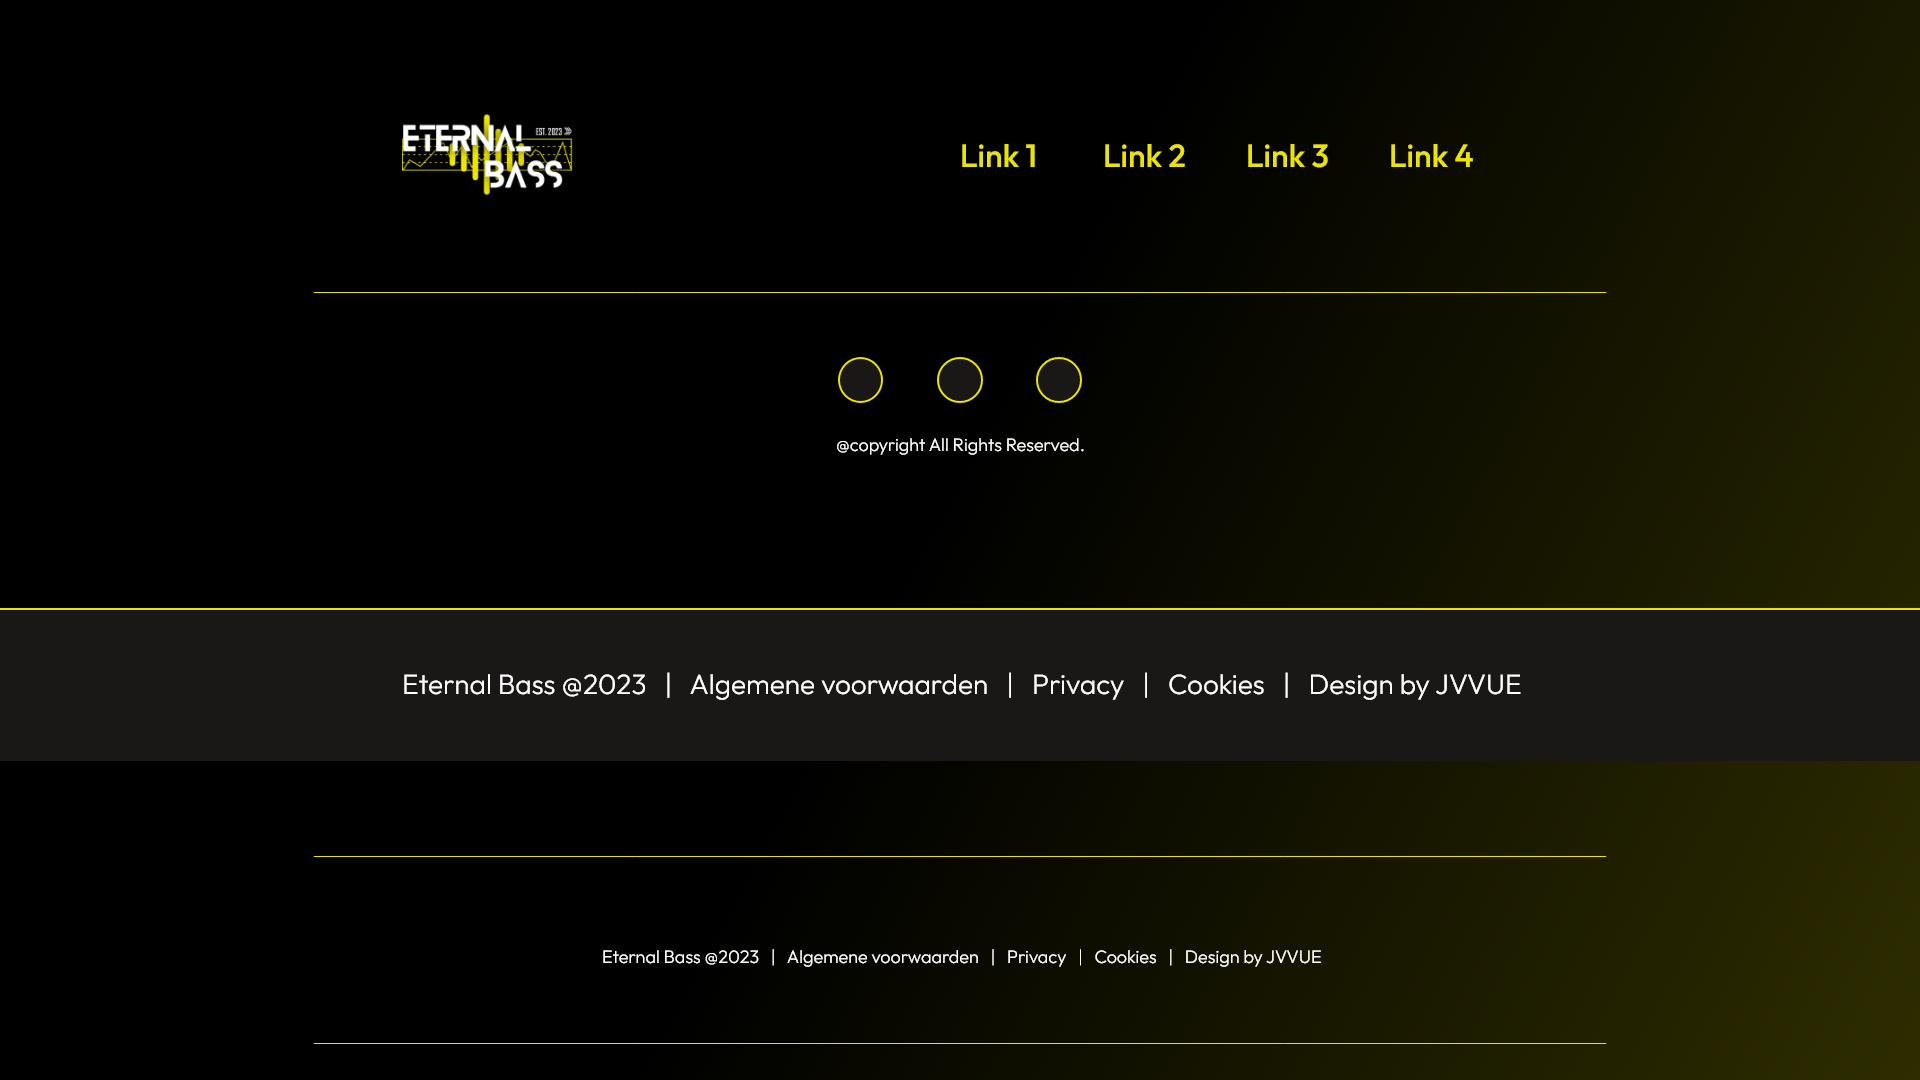 ETERNAL
EST. 2023
BASS
Link 1 Link 2 Link 3 Link 4
@copyright All Rights Reserved.
Eternal Bass @2023 | Algemene voorwaarden | Privacy | Cookies | Design by JVVUE
Eternal Bass @2023 | Algemene voorwaarden | Privacy | Cookies | Design by JVVUE